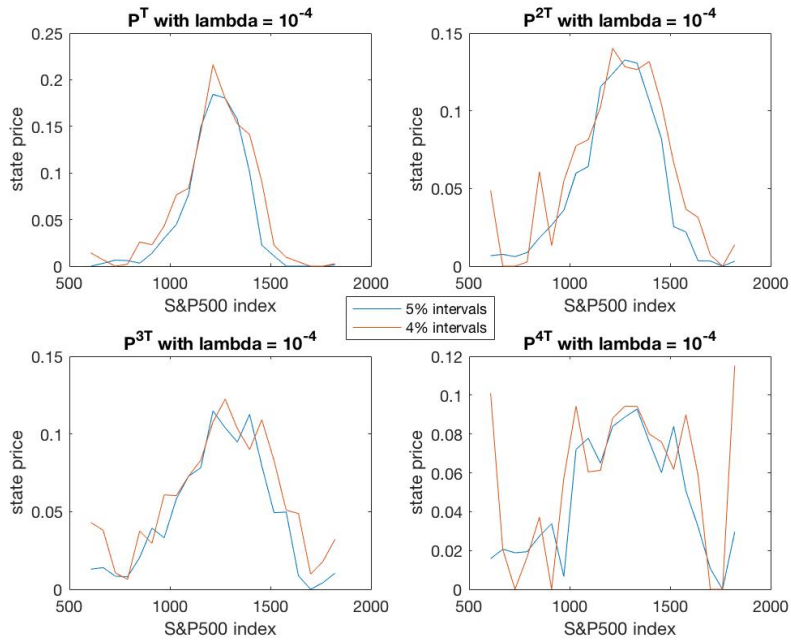 P^T with lambda = 10^-4
0.25
0.2
0.15
0.1
0.05
0
state price
500
1000
1500
2000
S&P500 index
P^2T with lambda = 10^-4
0.15
0.1
0.05
0
state price
500
1000
1500
2000
S&P500 index
5% intervals
4% intervals
P^3T with lambda = 10^-4
0.15
0.1
0.05
0
state price
500
1000
1500
2000
S&P500 index
P^4T with lambda = 10^-4
0.12
0.1
0.08
0.06
0.04
0.02
0
state price
500
1000
1500
2000
S&P500 index